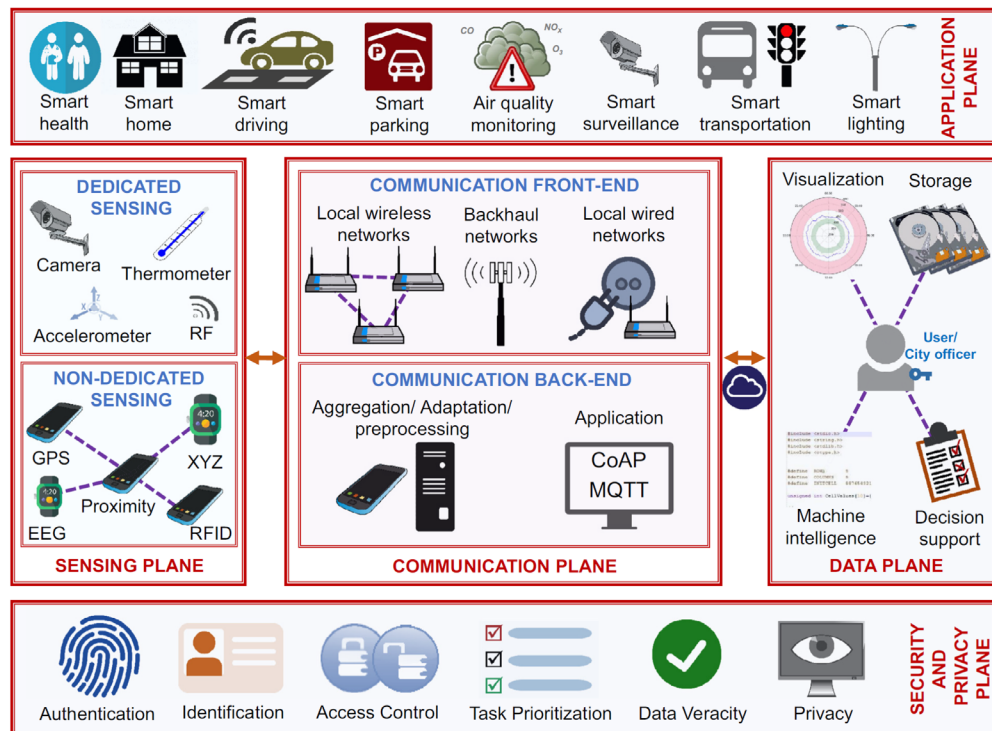 CO
NOX
O3
P
Smart
health
Smart
home
Smart
driving
Smart
parking
Air quality
monitoring
Smart
surveillance
Smart
transportation
Smart
lighting
APPLICATION
PLANE
DEDICATED
SENSING
Camera
Thermometer
X
Z
Y
Accelerometer
RF
NON-DEDICATED
SENSING
4:20
GPS
XYZ
4:20
Proximity
EEG
RFID
SENSING PLANE
COMMUNICATION FRONT-END
Local wireless
networks
Backhaul
networks
Local wired
networks
COMMUNICATION BACK-END
Aggregation/ Adaptation/
preprocessing
Application
CoAP
MQTT
COMMUNICATION PLANE
Visualization
Storage
User/
City officer
Machine
intelligence
Decision
support
DATA PLANE
Authentication
Identification
Access Control
Task Prioritization
Data Veracity
Privacy
SECURITY
AND
PRIVACY
PLANE